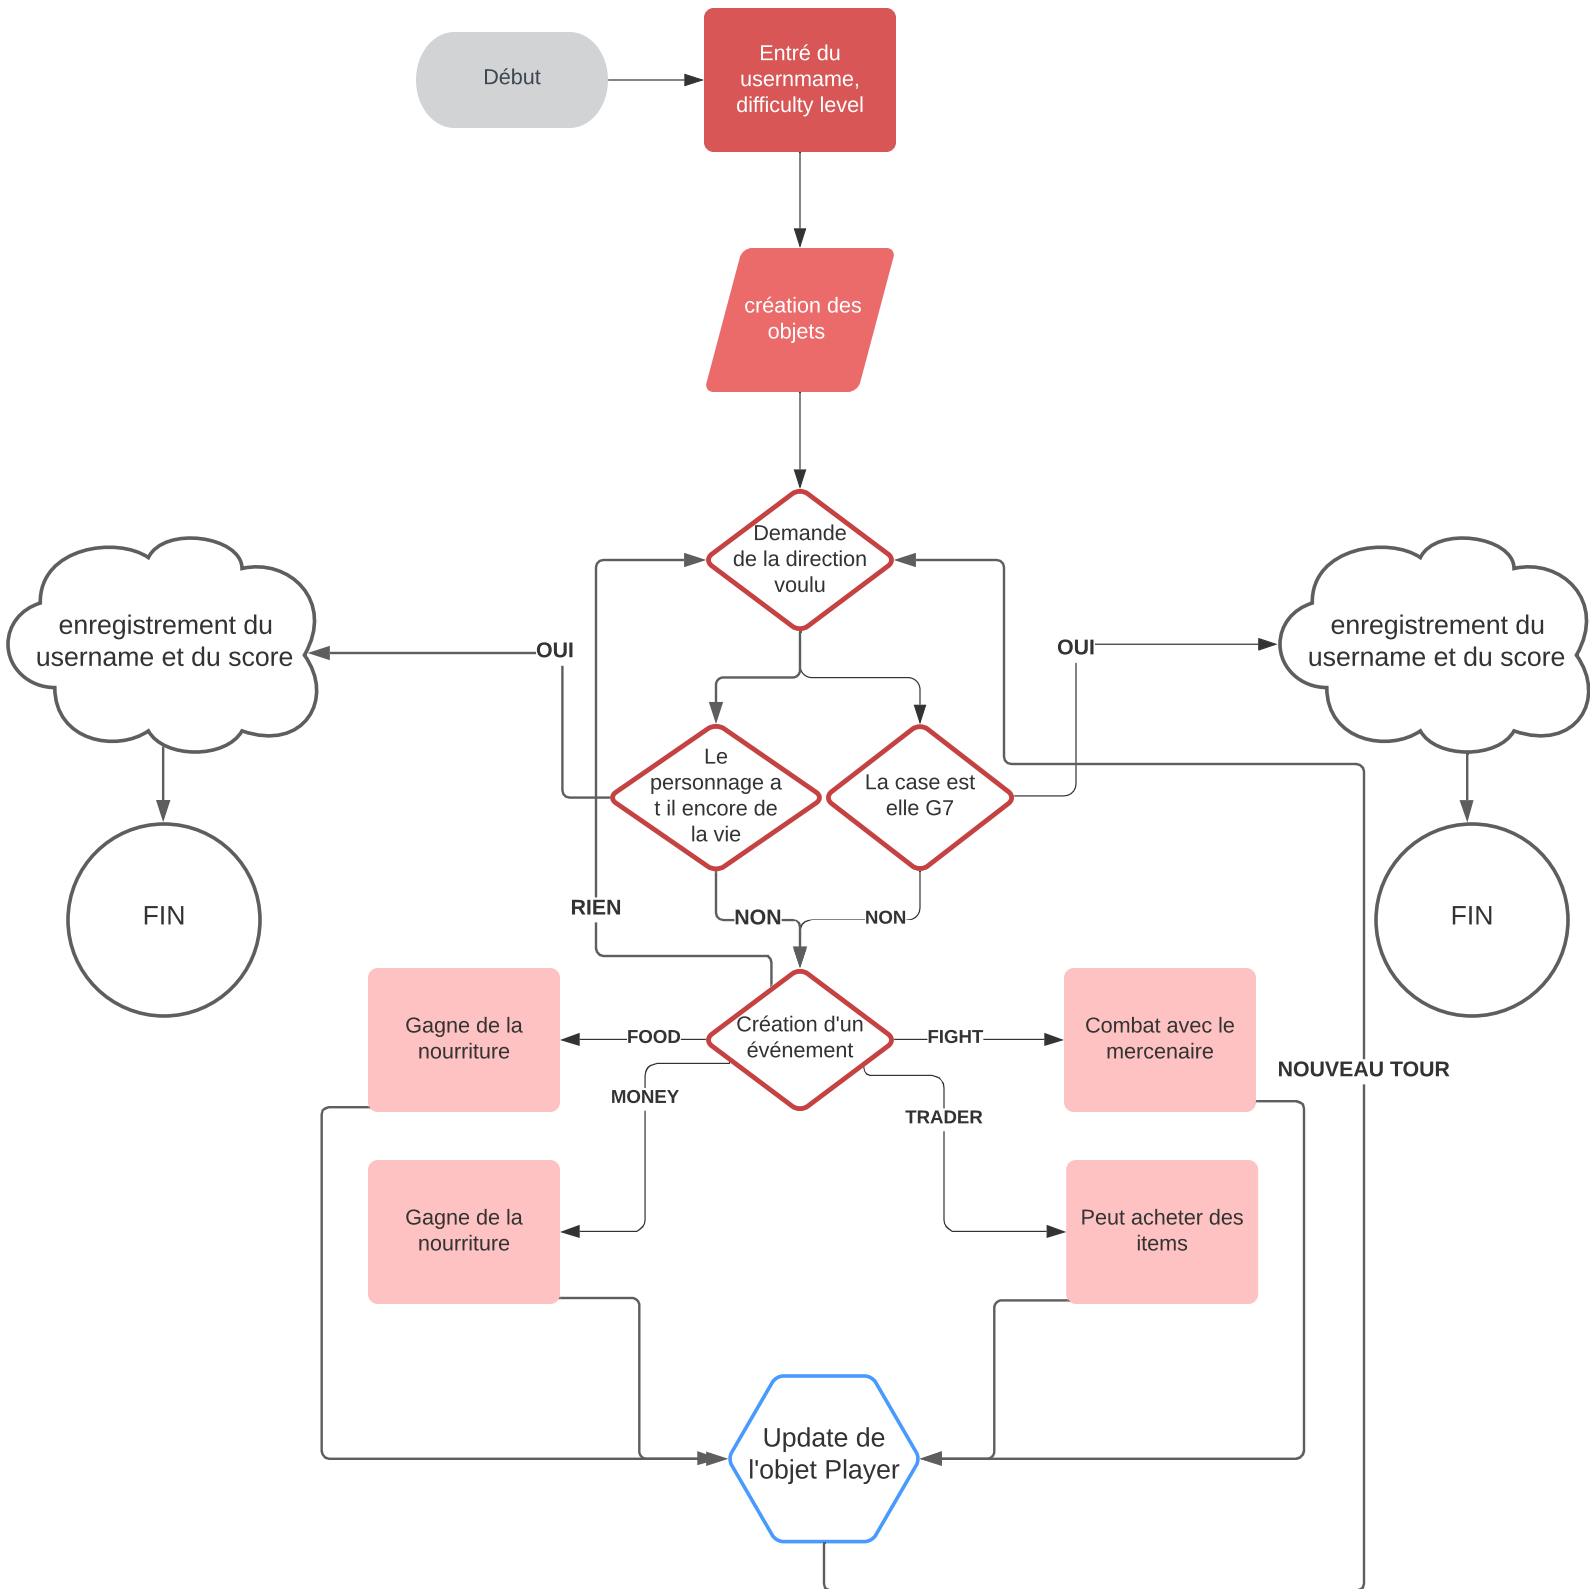 Début
Entré du
usernmame,
difficulty level
création des
objets
Demande
de la direction
voulu
enregistrement du
username et du score
OUI
OUI
enregistrement du
username et du score
Le
personnage a
t il encore de
la vie
La case est
elle G7
FIN
RIEN
NON
NON
FIN
Gagne de la
nourriture
FOOD
Création d'un
événement
FIGHT
Combat avec le
mercenaire
NOUVEAU TOUR
MONEY
TRADER
Gagne de la
nourriture
Peut acheter des
items
Update de
l'objet Player